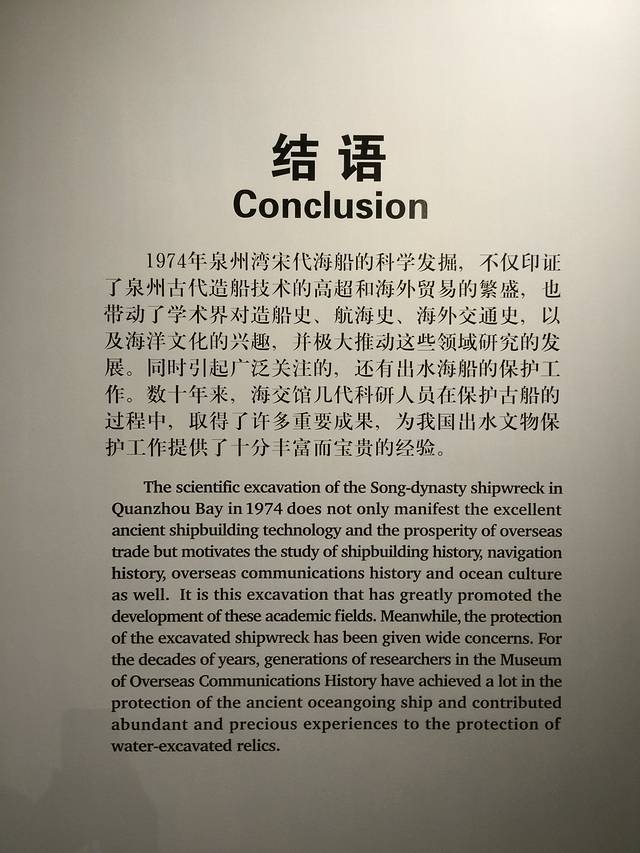 结语
Conclusion
1974年泉州湾宋代海船的科学发掘，不仅印证
了泉州古代造船技术的高超和海外贸易的繁盛，也
带动了学术界对造船史、航海史、海外交通史，以
及海洋文化的兴趣，并极大推动这些领域研究的发
展。同时引起广泛关注的，还有出水海船的保护工
作。数十年来，海交馆几代科研人员在保护古船的
过程中，取得了许多重要成果，为我国出水文物保
护工作提供了十分丰富而宝贵的经验。
The scientific excavation of the Song-dynasty shipwreck in
Quanzhou Bay in 1974 does not only manifest the excellent
ancient shipbuilding technology and the prosperity of overseas
trade but motivates the study of shipbuilding history, navigation
history, overseas communications history and ocean culture
as well. It is this excavation that has greatly promoted the
development of these academic fields. Meanwhile, the protection
of the excavated shipwreck has been given wide concerns. For
the decades of years, generations of researchers in the Museum
of Overseas Communications History have achieved a lot in the
protection of the ancient oceangoing ship and contributed
abundant and precious experiences to the protection of
water-excavated relics.